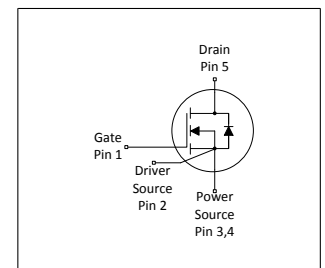 Drain
Pin 5
Gate
Pin 1
Driver
Source
Pin 2
Power
Source
Pin 3,4